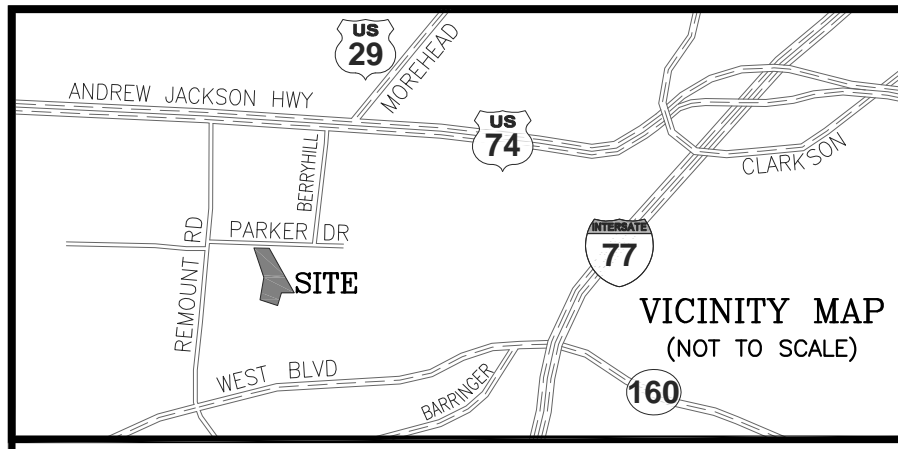 US
29
MOREHEAD
ANDREW JACKSON HWY
US
74
BERRYHILL
CLARKSON
REMOUNT RD
PARKER DR
INTERSATE
77
SITE
VICINITY MAP
(NOT TO SCALE)
WEST BLVD
BARRINGER
160